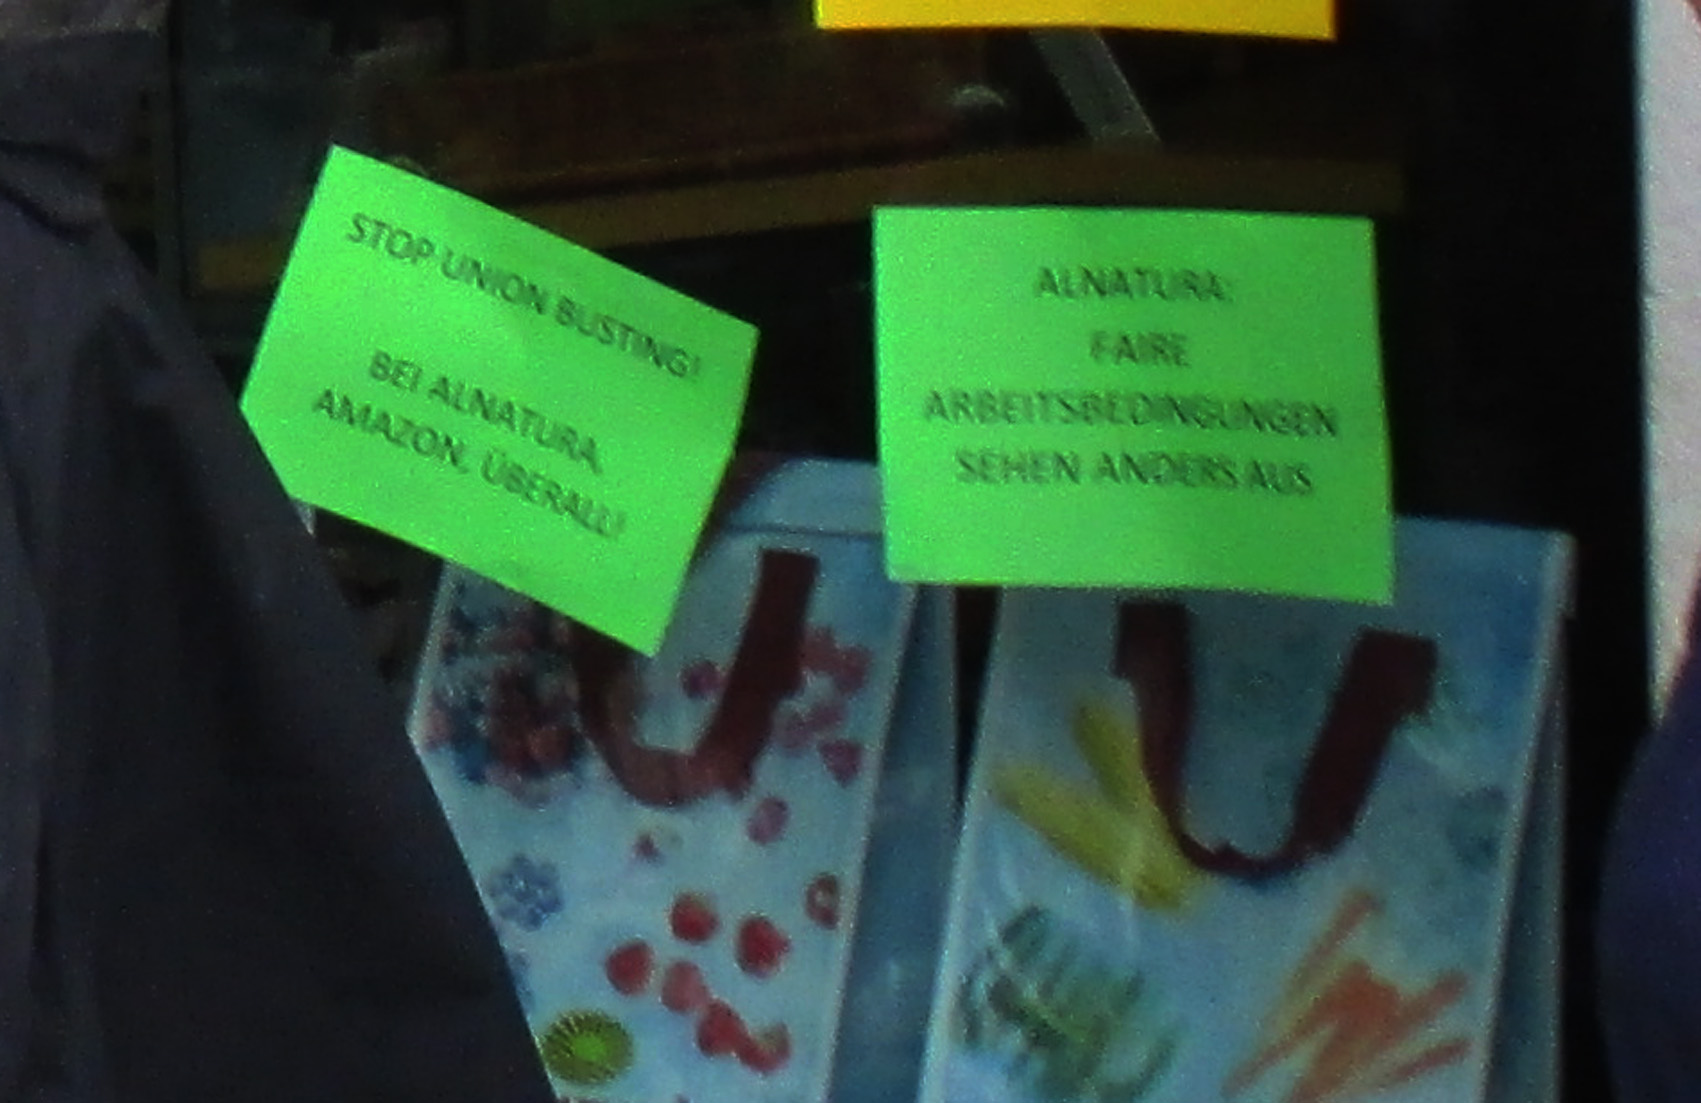 STOP UNION BUSTING!
BEI ALNATURA,
AMAZON, ÜBERALL!
ALNATURA:
FAIRE
ARBEITSBEDINGUNGEN
SEHEN ANDERS AUS